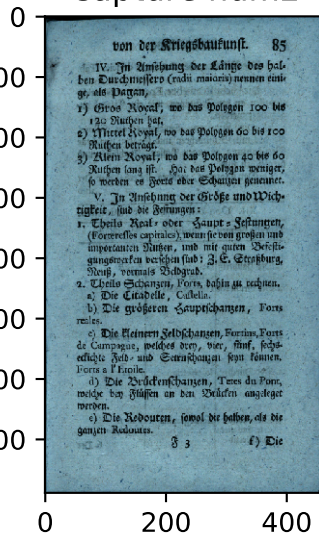 von der Kriegsbaukunst. 85
IV. In Ansehung der Länge des hal-
ben Durchmessers (radii maioris) nennen eini-
ge, als Pagan,
1) Gros Royal, wo das Polygon 100 bis
120 Ruthen hat.
2) Mittel Royal, wo das Polygon 60 bis 100
Ruthen beträgt.
3) Klein Royal, wo das Polygon 40 bis 60
Ruthen lang ist. Hat das Polygon weniger,
so werden es Forts oder Schanzen genennet.
V. In Ansehung der Größe und Wich-
tigkeit, sind die Festungen:
1. Theils Real- oder Haupt-Festungen,
(Forteresses capitales), wenn sie von großen und
importanten Nutzen, und mit guten Befesti-
gungswerken versehen sind: Z. E. Straßburg,
Neuß, vormals Beldgrad.
2. Theils Schanzen, Forts, dahin zu rechnen.
a) Die Citadelle, Castella.
b) Die größeren Hauptschanzen, Forts
reales.
c) Die kleinern Feldschanzen, Fortins, Forts
de Campagne, welches drey, vier, fünf, sechs-
eckichte Feld- und Sternschanzen seyn können.
Forts a l'Etoile.
d) Die Brückenschanzen, Tetes du Pont,
welche bey Flüssen an den Brücken angeleget
werden.
e) Die Redouten, sowol die halben, als die
ganzen Redoutes.
F 3 f) Die
0
0 200 400